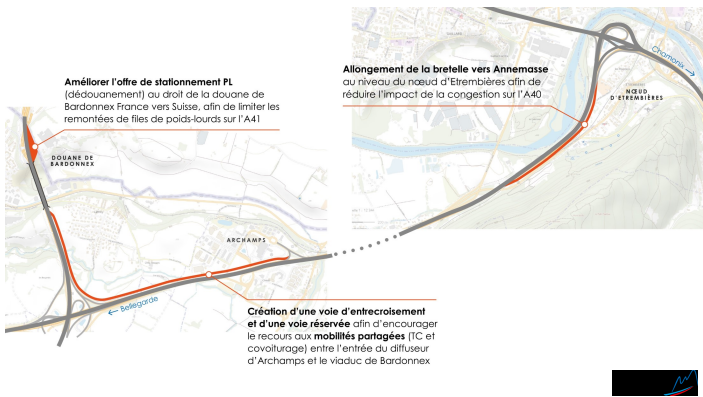 Améliorer l'offre de stationnement PL
(dédouanement) au droit de la douane de
Bardonnex France vers Suisse, afin de limiter les
remontées de files de poids-lourds sur l'A41
Allongement de la bretelle vers Annemasse
au niveau du nœud d'Etrembières afin de
réduire l'impact de la congestion sur l'A40
Chamonix →
NŒUD
D'ETREMBIÈRES
DOUANE DE
BARDONNEX
ARCHAMPS
← Bellegarde
Création d'une voie d'entrecroisement
et d'une voie réservée afin d'encourager
le recours aux mobilités partagées (TC et
covoiturage) entre l'entrée du diffuseur
d'Archamps et le viaduc de Bardonnex